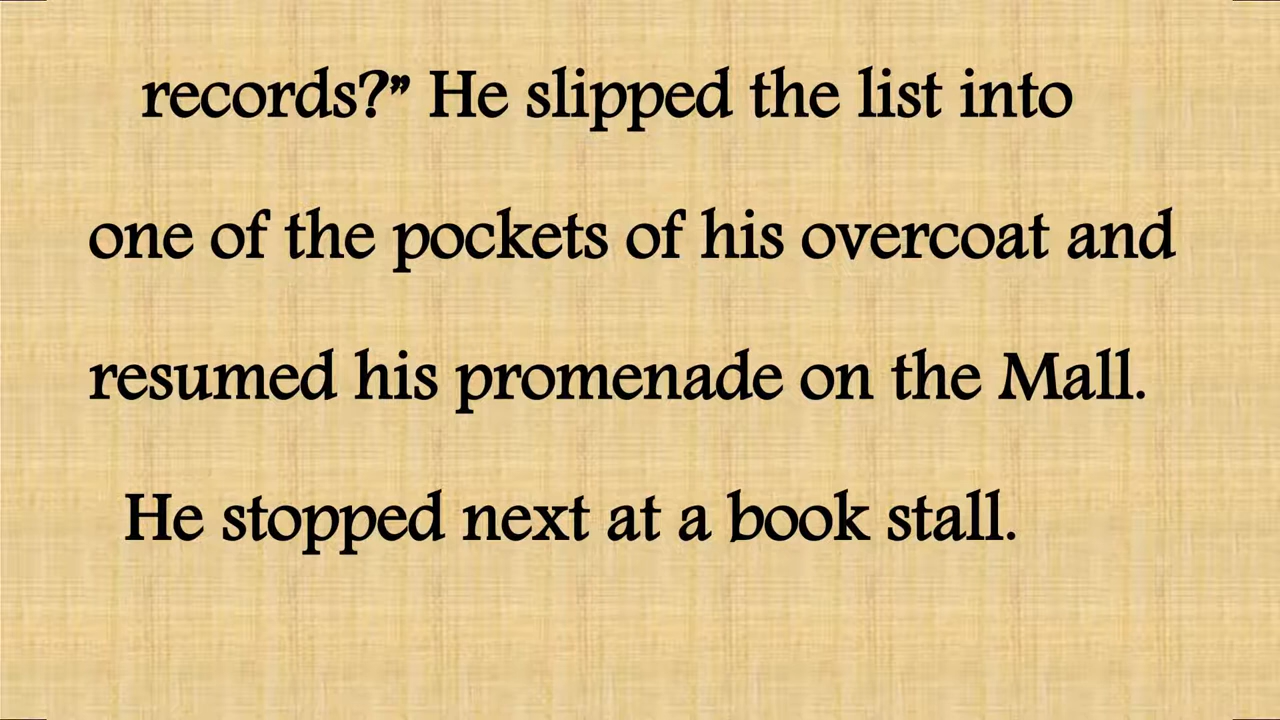 records?” He slipped the list into
one of the pockets of his overcoat and
resumed his promenade on the Mall.
He stopped next at a book stall.